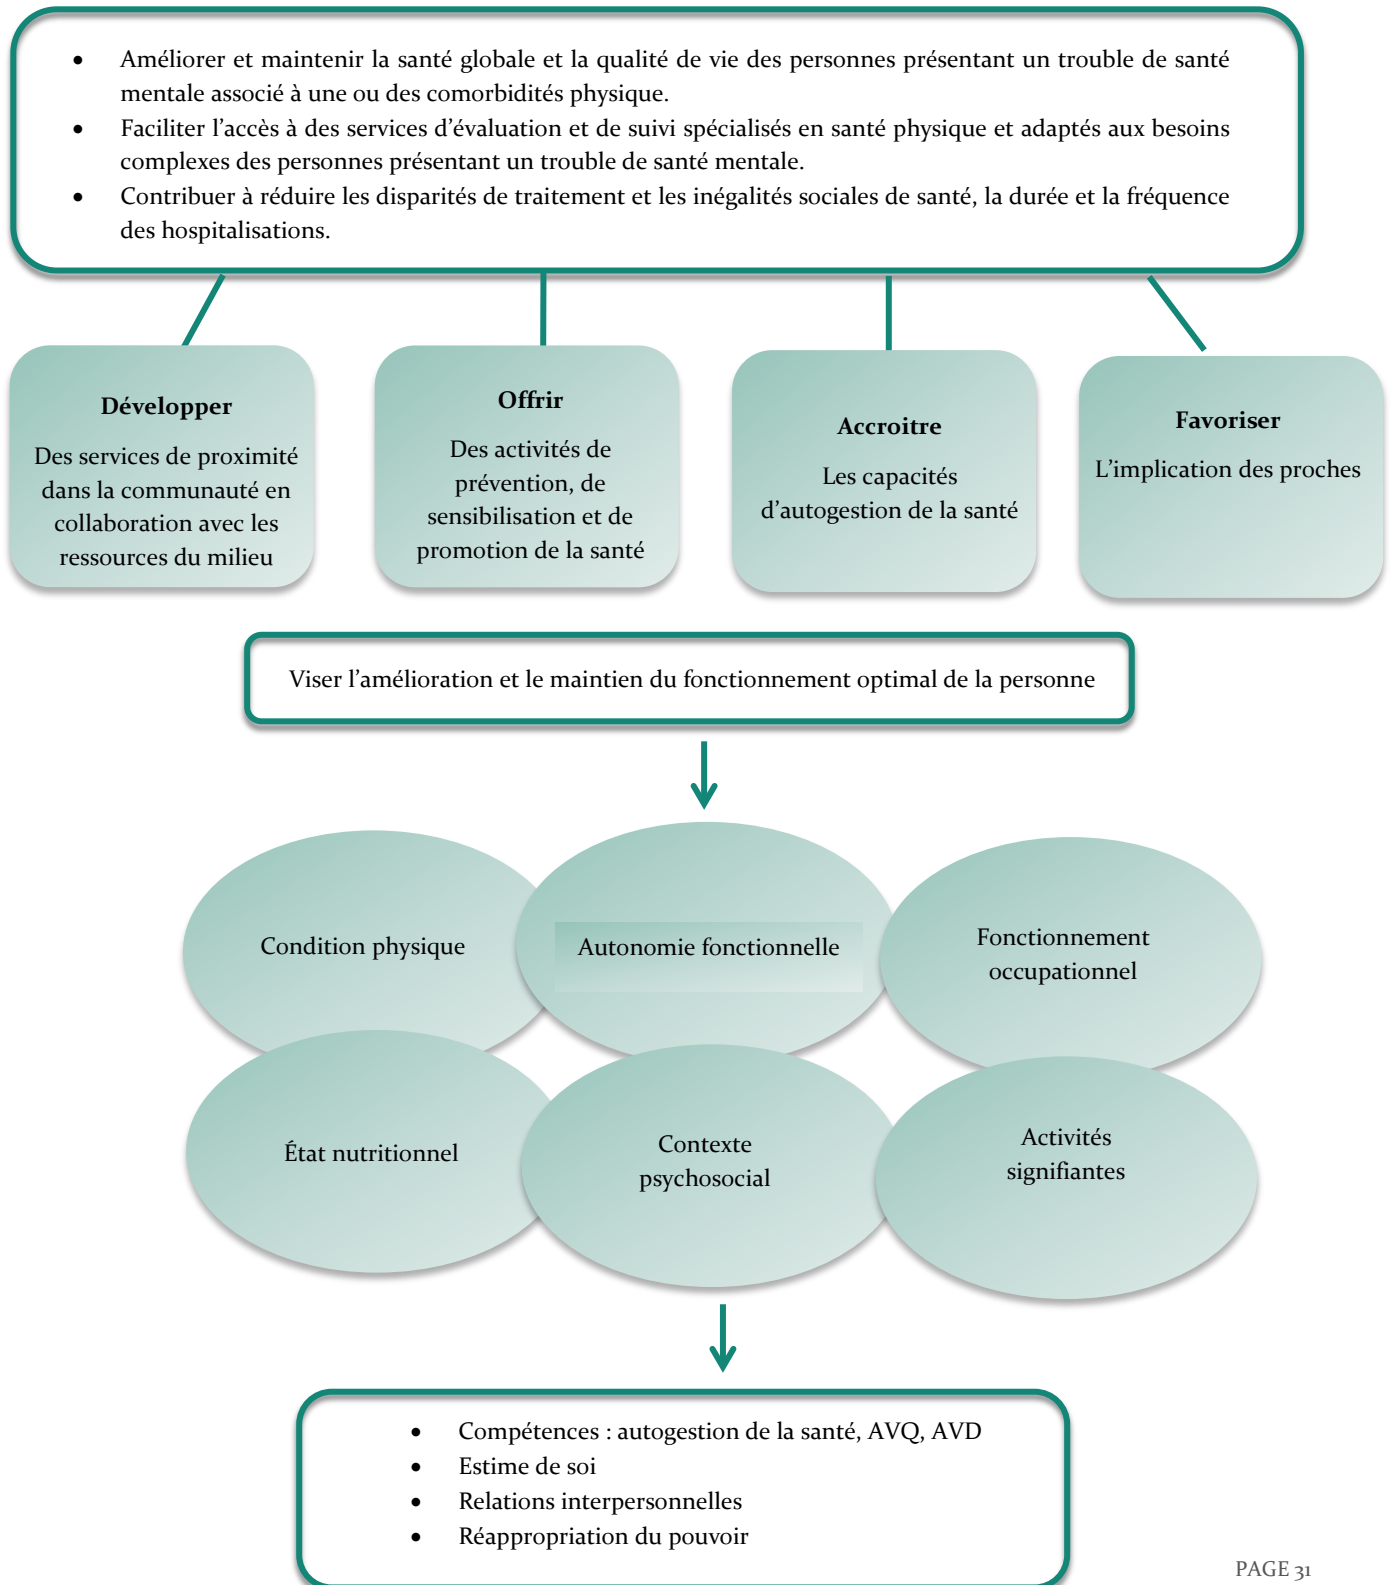 • Améliorer et maintenir la santé globale et la qualité de vie des personnes présentant un trouble de santé
mentale associé à une ou des comorbidités physique.
• Faciliter l’accès à des services d’évaluation et de suivi spécialisés en santé physique et adaptés aux besoins
complexes des personnes présentant un trouble de santé mentale.
• Contribuer à réduire les disparités de traitement et les inégalités sociales de santé, la durée et la fréquence
des hospitalisations.
Développer
Des services de proximité
dans la communauté en
collaboration avec les
ressources du milieu
Offrir
Des activités de
prévention, de
sensibilisation et de
promotion de la santé
Accroitre
Les capacités
d’autogestion de la santé
Favoriser
L’implication des proches
Viser l’amélioration et le maintien du fonctionnement optimal de la personne
Condition physique
Autonomie fonctionnelle
Fonctionnement
occupationnel
État nutritionnel
Contexte
psychosocial
Activités
signifiantes
• Compétences : autogestion de la santé, AVQ, AVD
• Estime de soi
• Relations interpersonnelles
• Réappropriation du pouvoir
PAGE 31